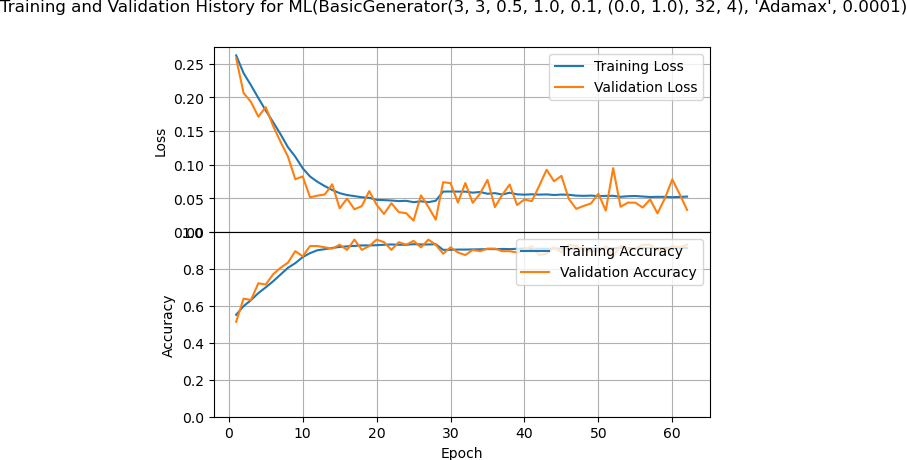 Training and Validation History for ML(BasicGenerator(3, 3, 0.5, 1.0, 0.1, (0.0, 1.0), 32, 4), 'Adamax', 0.0001)
0.25
0.20
0.15
0.10
0.05
0.00
Loss
Training Loss
Validation Loss
1.0
0.8
0.6
0.4
0.2
0.0
Accuracy
Training Accuracy
Validation Accuracy
0 10 20 30 40 50 60
Epoch